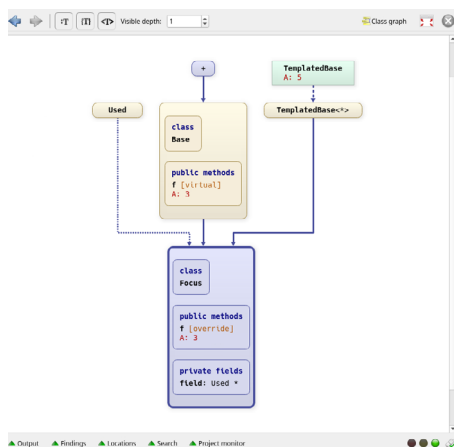 :T [T] <T> Visible depth: 1 Class graph
+
TemplatedBase
A: 5
Used
TemplatedBase<*>
class
Base
public methods
f [virtual]
A: 3
class
Focus
public methods
f [override]
A: 3
private fields
field: Used *
Output Findings Locations Search Project monitor